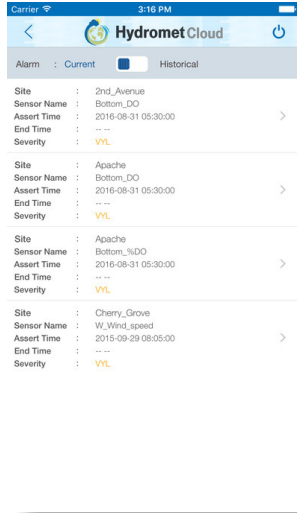 Carrier 3:16 PM
Hydromet Cloud
Alarm : Current Historical
Site : 2nd_Avenue
Sensor Name : Bottom_DO
Assert Time : 2016-08-31 05:30:00
End Time : -- --
Severity : VYL
Site : Apache
Sensor Name : Bottom_DO
Assert Time : 2016-08-31 05:30:00
End Time : -- --
Severity : VYL
Site : Apache
Sensor Name : Bottom_%DO
Assert Time : 2016-08-31 05:30:00
End Time : -- --
Severity : VYL
Site : Cherry_Grove
Sensor Name : W_Wind_speed
Assert Time : 2015-09-29 08:05:00
End Time : -- --
Severity : VYL